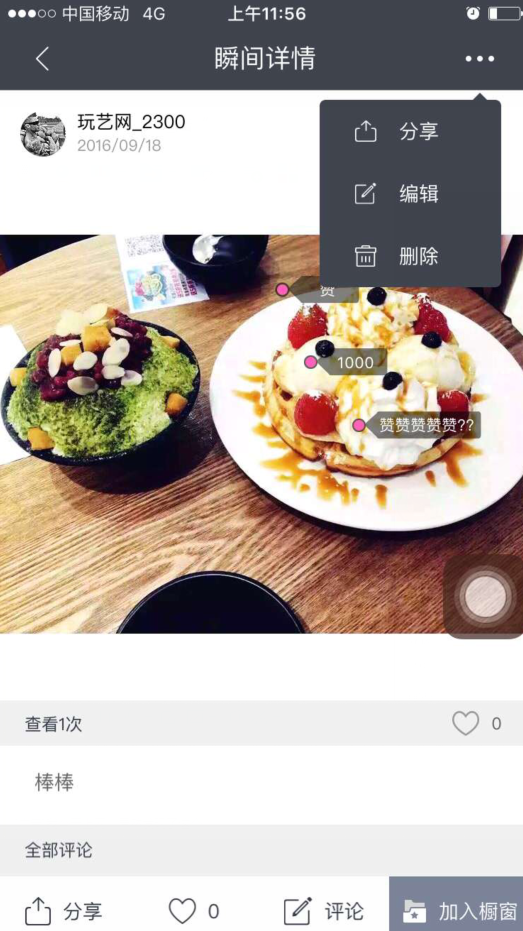 中国移动 4G 上午11:56
瞬间详情
玩艺网_2300
2016/09/18
分享
编辑
删除
赞
1000
赞赞赞赞赞??
查看1次
0
棒棒
全部评论
分享
0
评论
加入橱窗